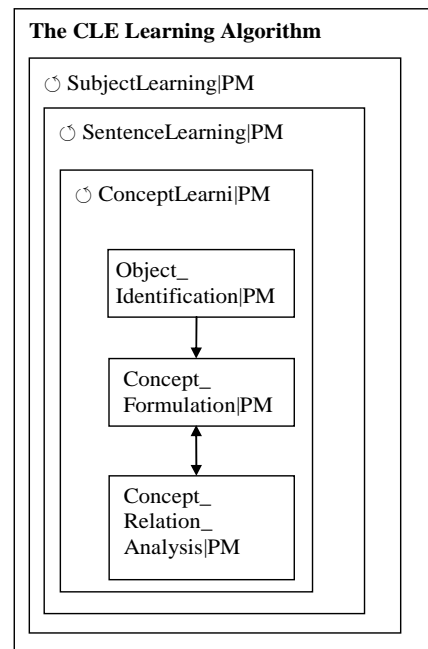 The CLE Learning Algorithm
↺ SubjectLearning|PM
↺ SentenceLearning|PM
↺ ConceptLearni|PM
Object_
Identification|PM
Concept_
Formulation|PM
Concept_
Relation_
Analysis|PM